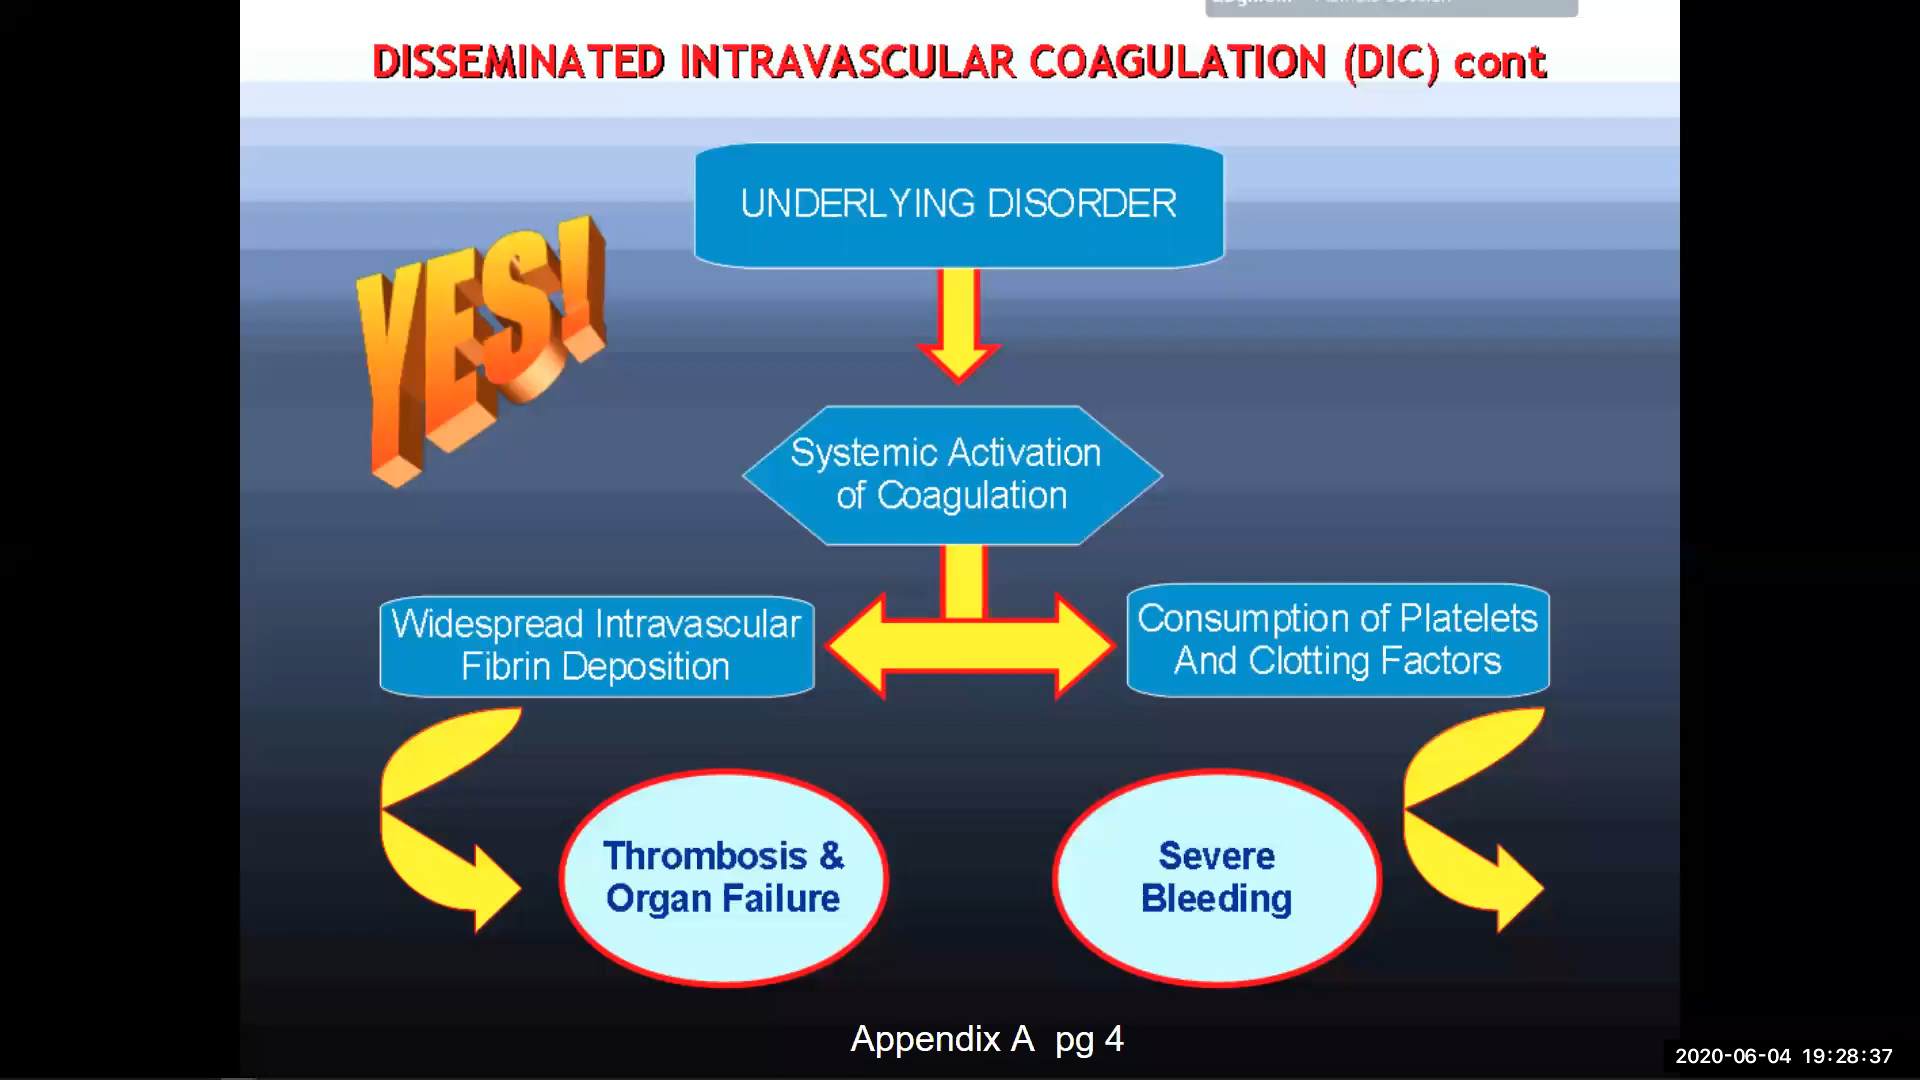 DISSEMINATED INTRAVASCULAR COAGULATION (DIC) cont
UNDERLYING DISORDER
YES!
Systemic Activation
of Coagulation
Widespread Intravascular
Fibrin Deposition
Consumption of Platelets
And Clotting Factors
Thrombosis &
Organ Failure
Severe
Bleeding
Appendix A pg 4
2020-06-04 19:28:37